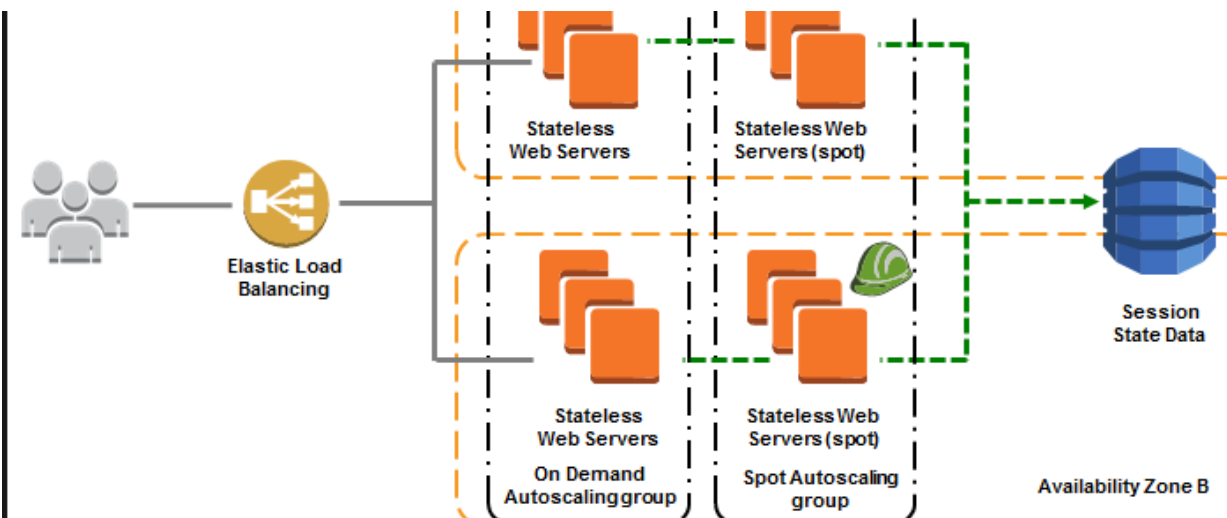 Stateless
Web Servers
Stateless Web
Servers (spot)
Elastic Load
Balancing
Session
State Data
Stateless
Web Servers
Stateless Web
Servers (spot)
On Demand
Autoscaling group
Spot Autoscaling
group
Availability Zone B